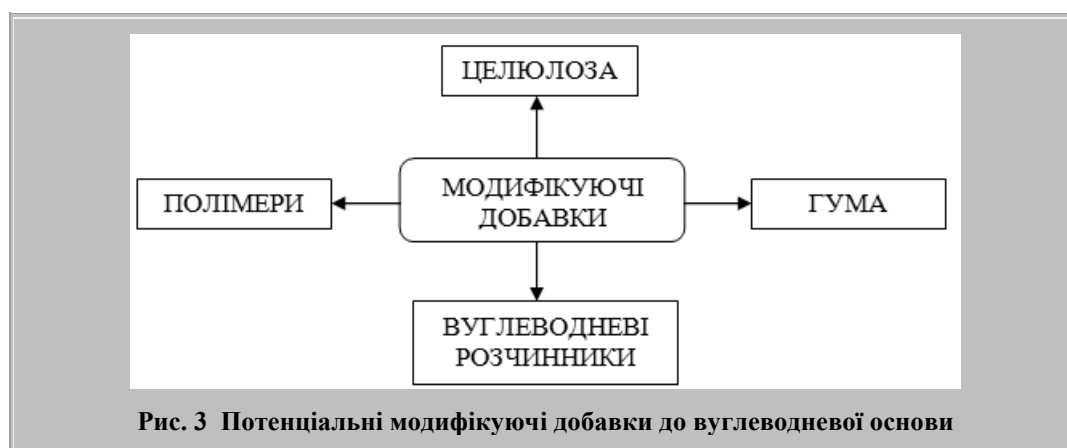 ЦЕЛЮЛОЗА
ПОЛІМЕРИ
МОДИФІКУЮЧІ
ДОБАВКИ
ГУМА
ВУГЛЕВОДНЕВІ
РОЗЧИННИКИ
Рис. 3 Потенціальні модифікуючі добавки до вуглеводневої основи